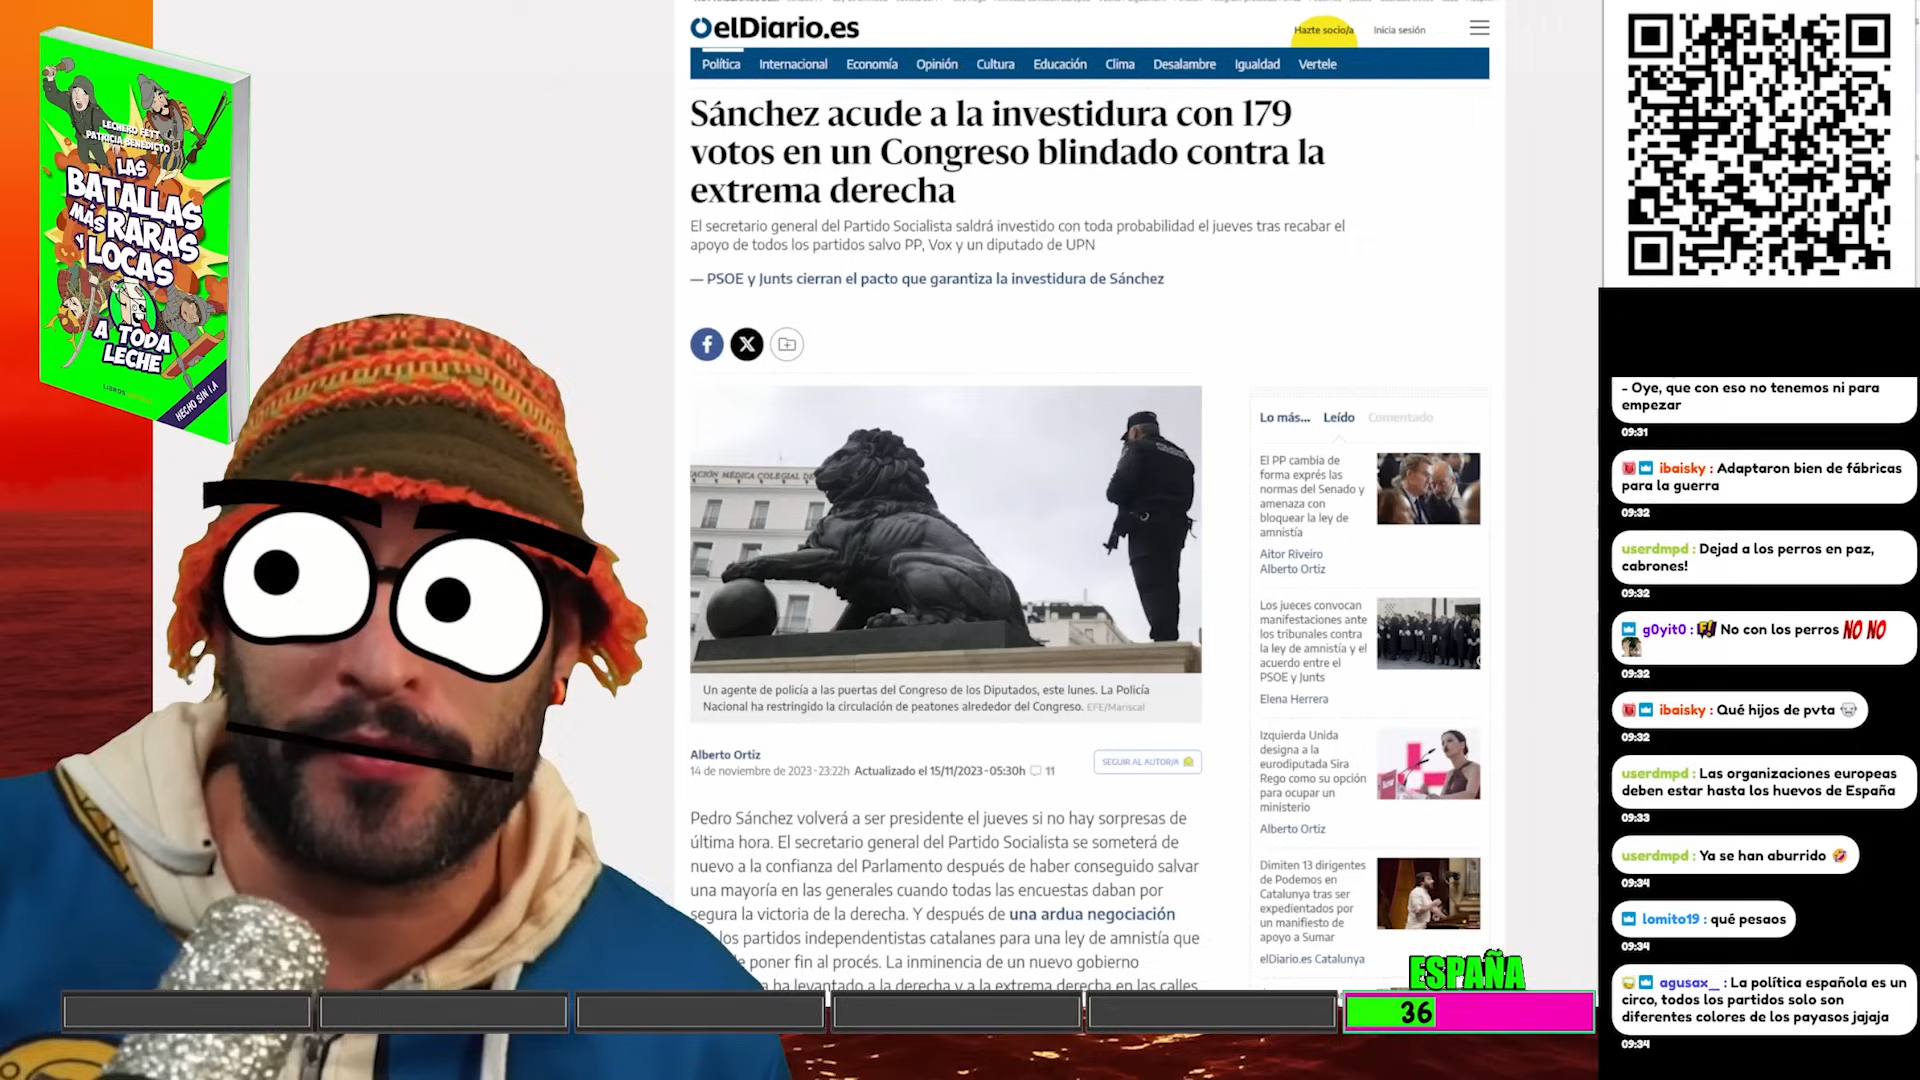 LECHERO FETT
PATRICIA BENEDICTO
LAS
BATALLAS
MÁS RARAS
Y LOCAS
A TODA
LECHE
LIBROS
HECHO SIN I.A
elDiario.es
Hazte socio/a
Inicia sesión
Política
Internacional
Economía
Opinión
Cultura
Educación
Clima
Desalambre
Igualdad
Vertele
Sánchez acude a la investidura con 179
votos en un Congreso blindado contra la
extrema derecha
El secretario general del Partido Socialista saldrá investido con toda probabilidad el jueves tras recabar el
apoyo de todos los partidos salvo PP, Vox y un diputado de UPN
— PSOE y Junts cierran el pacto que garantiza la investidura de Sánchez
ACIÓN MÉDICA COLEGIAL DE
Un agente de policía a las puertas del Congreso de los Diputados, este lunes. La Policía
Nacional ha restringido la circulación de peatones alrededor del Congreso. EFE/Mariscal
Alberto Ortiz
14 de noviembre de 2023 - 23:22h Actualizado el 15/11/2023 - 05:30h 11
SEGUIR AL AUTOR/A
Pedro Sánchez volverá a ser presidente el jueves si no hay sorpresas de
última hora. El secretario general del Partido Socialista se someterá de
nuevo a la confianza del Parlamento después de haber conseguido salvar
una mayoría en las generales cuando todas las encuestas daban por
segura la victoria de la derecha. Y después de una ardua negociación
los partidos independentistas catalanes para una ley de amnistía que
poner fin al procés. La inminencia de un nuevo gobierno
ha levantado a la derecha y a la extrema derecha en las calles
Lo más...
Leído
Comentado
El PP cambia de
forma exprés las
normas del Senado y
amenaza con
bloquear la ley de
amnistía
Aitor Riveiro
Alberto Ortiz
Los jueces convocan
manifestaciones ante
los tribunales contra
la ley de amnistía y el
acuerdo entre el
PSOE y Junts
Elena Herrera
Izquierda Unida
designa a la
eurodiputada Sira
Rego como su opción
para ocupar un
ministerio
Alberto Ortiz
Dimiten 13 dirigentes
de Podemos en
Catalunya tras ser
expedientados por
un manifiesto de
apoyo a Sumar
elDiario.es Catalunya
ESPAÑA
36
- Oye, que con eso no tenemos ni para
empezar
09:31
ibaisky : Adaptaron bien de fábricas
para la guerra
09:32
userdmpd : Dejad a los perros en paz,
cabrones!
09:32
g0yit0 : No con los perros NO NO
09:32
ibaisky : Qué hijos de pvta
09:32
userdmpd : Las organizaciones europeas
deben estar hasta los huevos de España
09:33
userdmpd : Ya se han aburrido
09:34
lomito19 : qué pesaos
09:34
agusax_ : La política española es un
circo, todos los partidos solo son
diferentes colores de los payasos jajaja
09:34